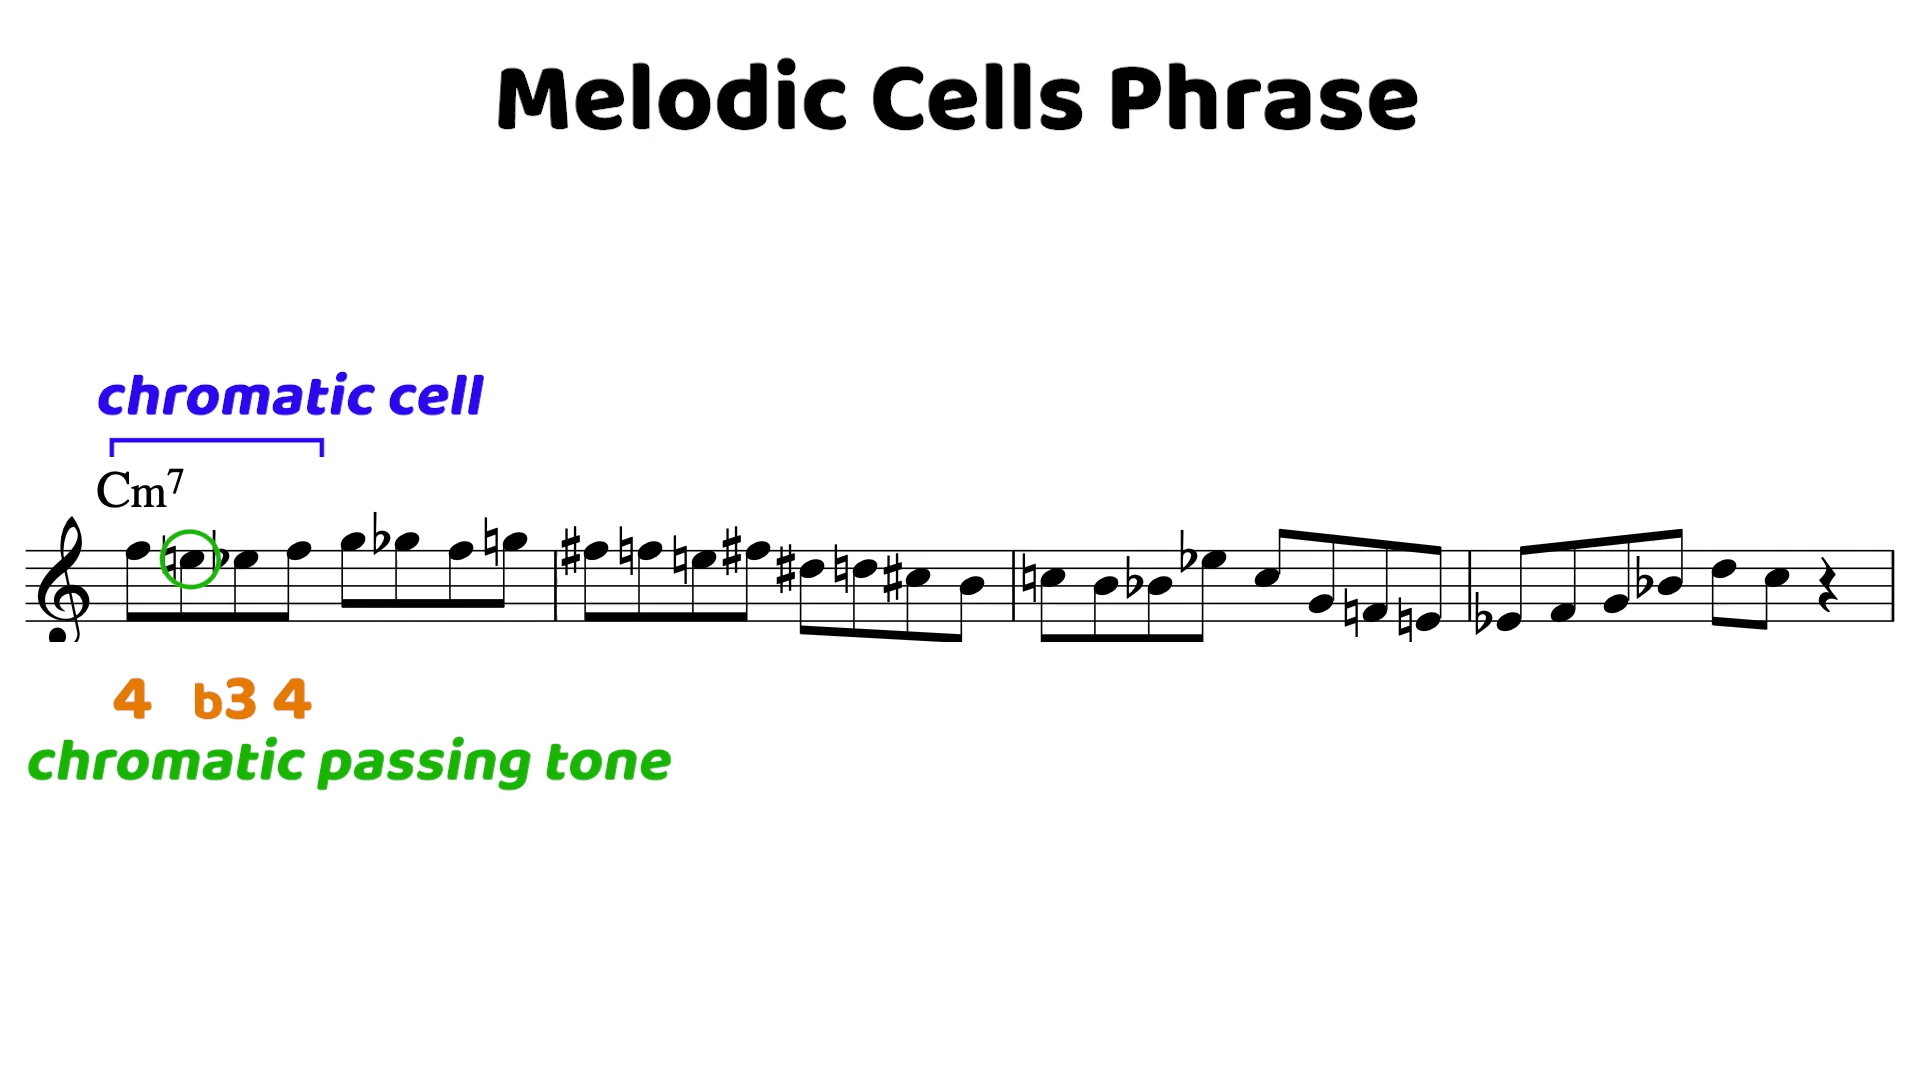 Melodic Cells Phrase
chromatic cell
Cm7
4 b3 4
chromatic passing tone